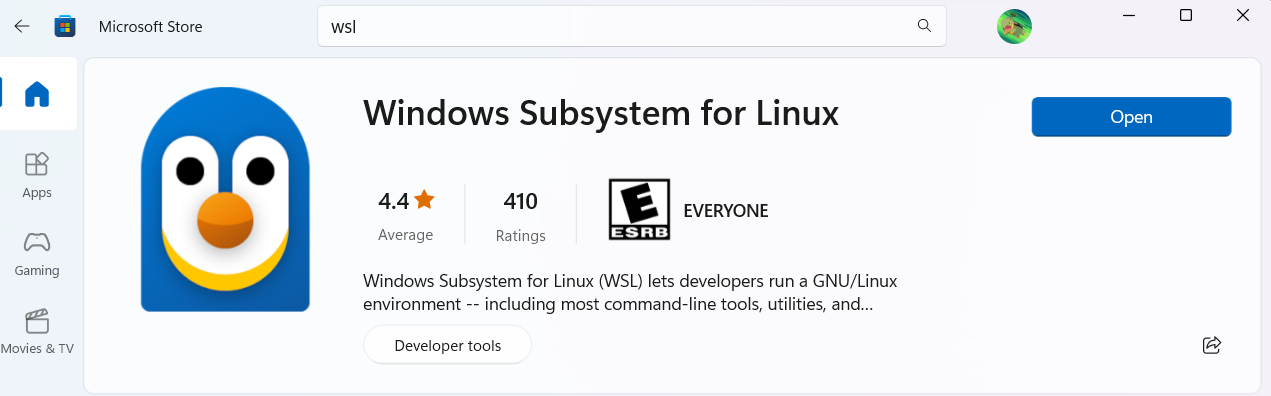 Microsoft Store
wsl
Windows Subsystem for Linux
Open
4.4
Average
410
Ratings
E
ESRB
EVERYONE
Windows Subsystem for Linux (WSL) lets developers run a GNU/Linux
environment -- including most command-line tools, utilities, and...
Developer tools
Apps
Gaming
Movies & TV